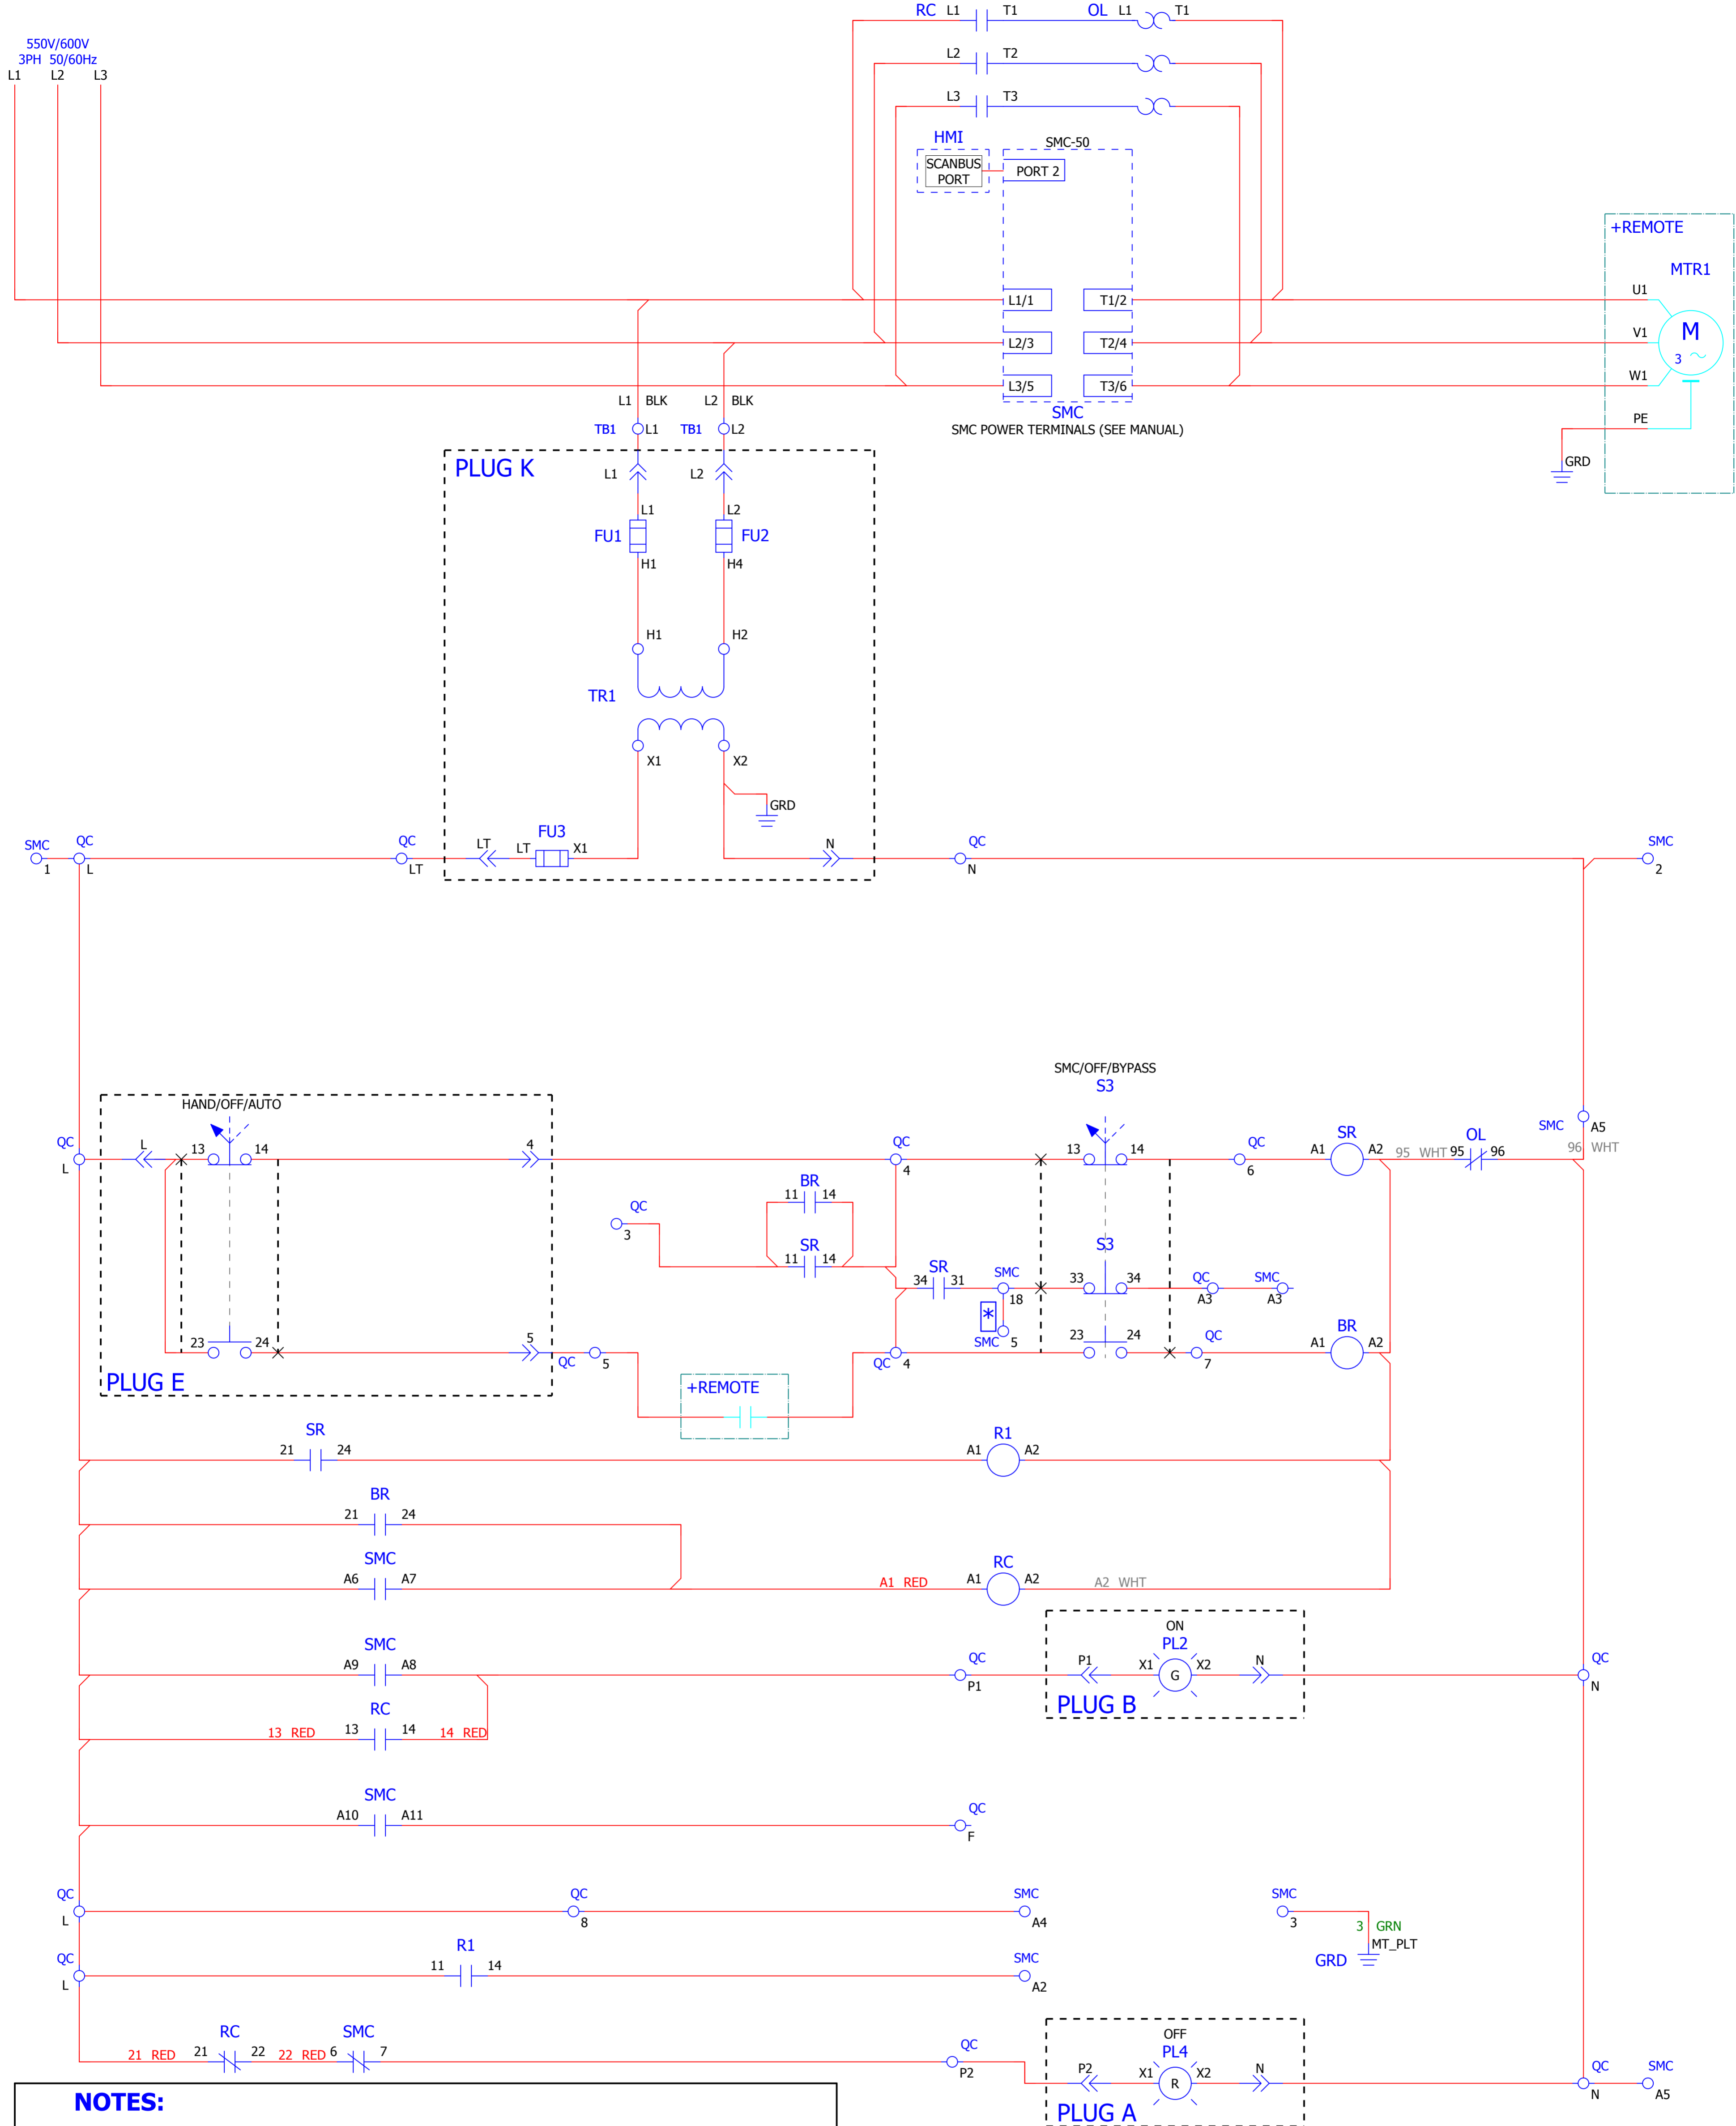 RC L1 T1 OL L1 T1
550V/600V
3PH 50/60Hz
L1 L2 L3
L2 T2
L3 T3
HMI
SMC-50
SCANBUS
PORT
PORT 2
+REMOTE
MTR1
L1/1 T1/2 U1
M
3
L2/3 T2/4 V1
L3/5 T3/6 W1
SMC
SMC POWER TERMINALS (SEE MANUAL)
PE
GRD
L1 BLK L2 BLK
TB1 L1 TB1 L2
PLUG K
L1 L2
L1 L2
FU1 FU2
H1 H4
H1 H2
TR1
X1 X2
GRD
SMC QC QC FU3 QC SMC
LT LT X1 N
1 L LT N 2
SMC/OFF/BYPASS
S3
HAND/OFF/AUTO
SMC A5
QC L 13 14 4 QC 13 14 QC SR OL
A1 A2 95 WHT 95 96 96 WHT
L 4 6
BR
11 14
QC
3
SR S3
11 14
SR SMC QC SMC
34 31 33 34
18 A3 A3
*
SMC 5
23 24 5 23 24 QC BR
A1 A2
QC 5 QC 4 7
PLUG E
+REMOTE
SR R1
21 24 A1 A2
BR
21 24
SMC RC
A6 A7 A1 RED A1 A2 A2 WHT
ON
SMC PL2
A9 A8 QC P1 X1 G X2 N QC
P1 N
PLUG B
RC
13 RED 13 14 14 RED
SMC
A10 A11 QC
F
QC QC SMC SMC
L 8 A4 3
3 GRN
MT_PLT
GRD
QC R1 SMC
11 14
L A2
OFF
RC SMC PL4
21 RED 21 22 22 RED 6 7 QC P2 X1 R X2 N QC SMC
P2 N A5
PLUG A
NOTES: